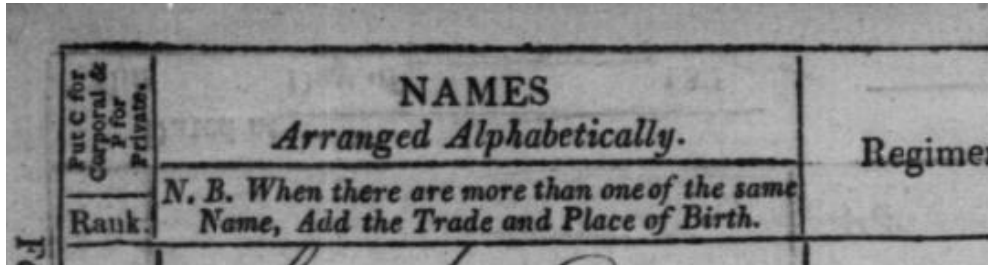 Put C for
Corporal &
P for
Private.
Rank.
NAMES
Arranged Alphabetically.
N. B. When there are more than one of the same
Name, Add the Trade and Place of Birth.
Regimen